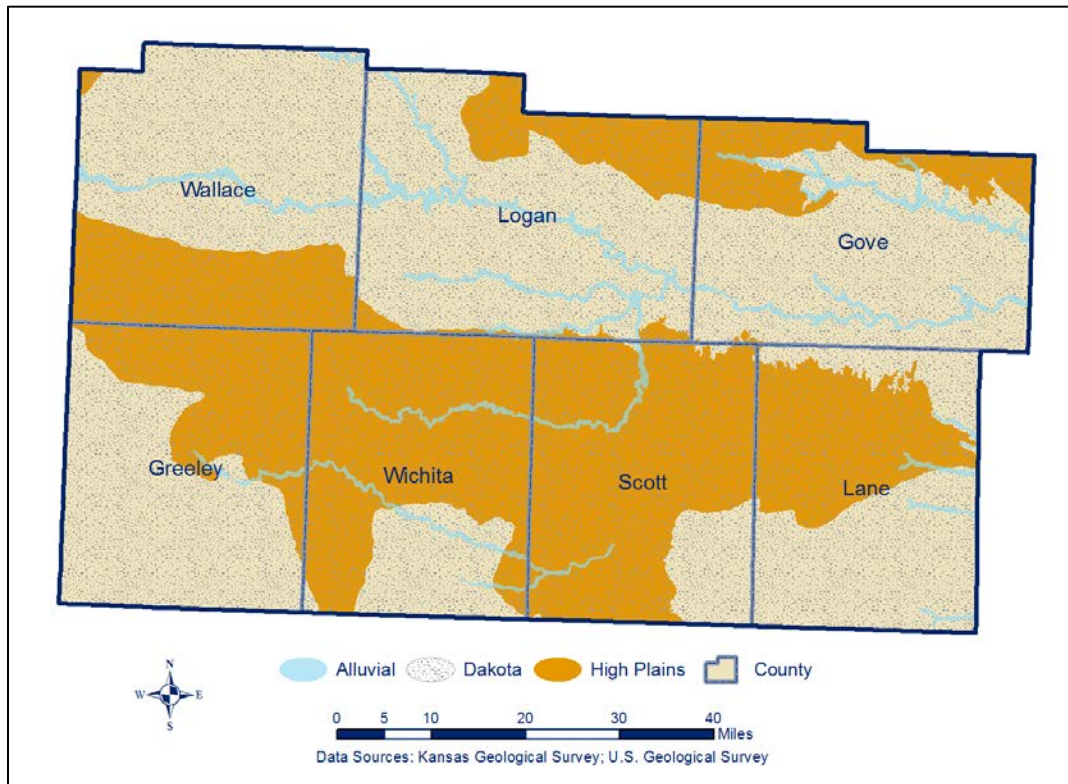 Wallace
Logan
Gove
Greeley
Wichita
Scott
Lane
N
W E
S
Alluvial Dakota High Plains County
0 5 10 20 30 40
Miles
Data Sources: Kansas Geological Survey; U.S. Geological Survey